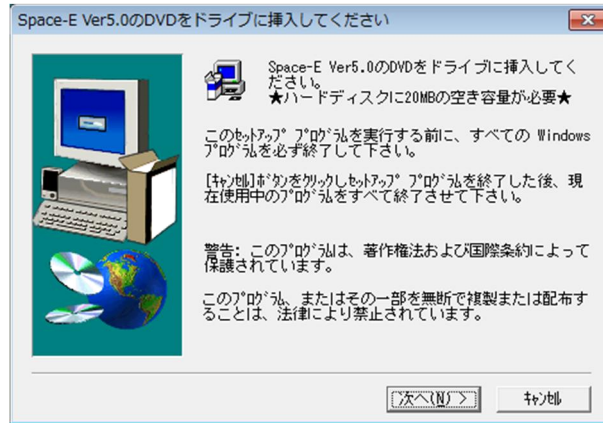 Space-E Ver5.0のDVDをドライブに挿入してください
Space-E Ver5.0のDVDをドライブに挿入してく
ださい。
★ハードディスクに20MBの空き容量が必要★
このセットアップ プログラムを実行する前に、すべての Windows
プログラムを必ず終了して下さい。
[キャンセル]ボタンをクリックしセットアップ プログラムを終了した後、現
在使用中のプログラムをすべて終了させて下さい。
警告: このプログラムは、著作権法および国際条約によって
保護されています。
このプログラム、またはその一部を無断で複製または配布す
ることは、法律により禁止されています。
次へ(N) >
キャンセル